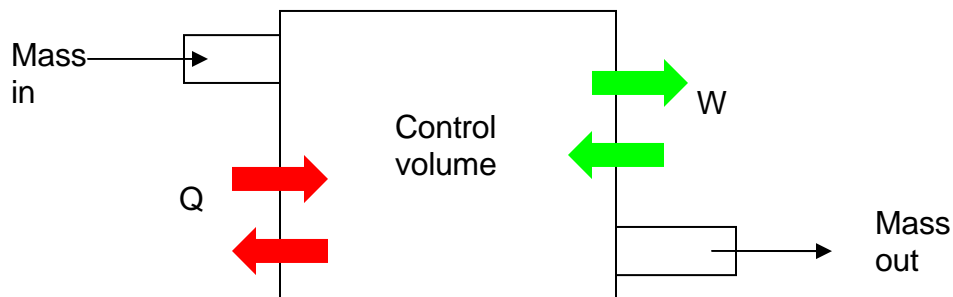 Mass
in
Control
volume
W
Q
Mass
out